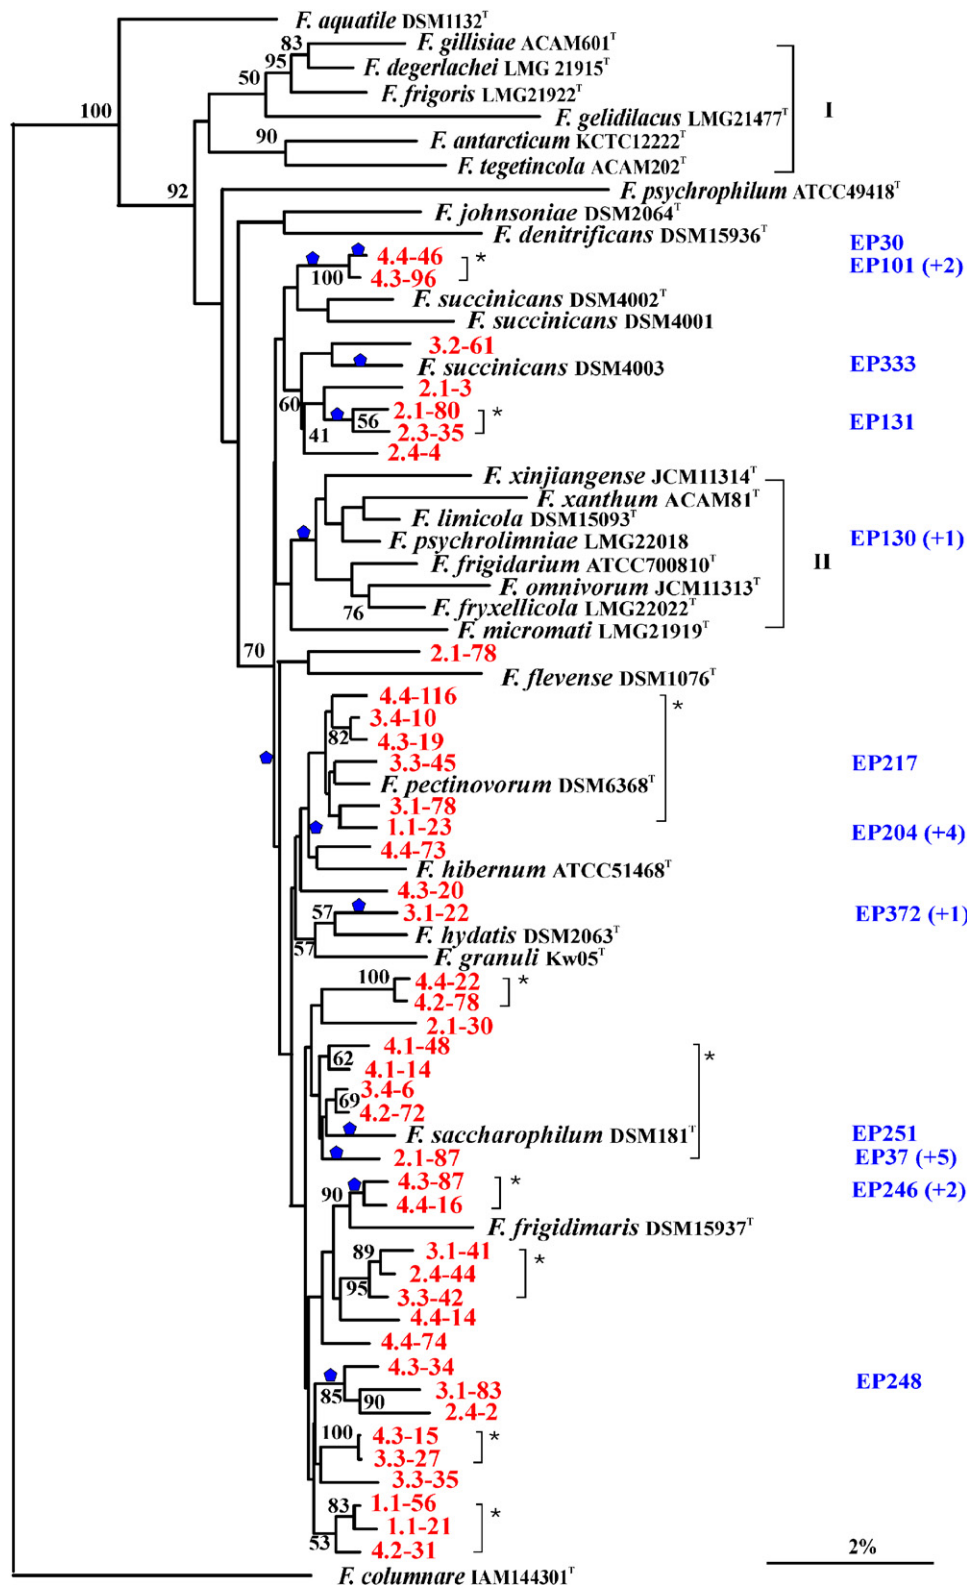 F. aquatile DSM1132T
83
F. gillisiae ACAM601T
95
F. degerlachei LMG 21915T
50
F. frigoris LMG21922T
100
F. gelidilacus LMG21477T
I
90
F. antarcticum KCTC12222T
F. tegetincola ACAM202T
92
F. psychrophilum ATCC49418T
F. johnsoniae DSM2064T
F. denitrificans DSM15936T
EP30
4.4-46
*
EP101 (+2)
100
4.3-96
F. succinicans DSM4002T
F. succinicans DSM4001
3.2-61
F. succinicans DSM4003
EP333
2.1-3
60
2.1-80
*
56
EP131
41
2.3-35
2.4-4
F. xinjiangense JCM11314T
F. xanthum ACAM81T
F. limicola DSM15093T
F. psychrolimniae LMG22018
EP130 (+1)
F. frigidarium ATCC700810T
II
F. omnivorum JCM11313T
76
F. fryxellicola LMG22022T
F. micromati LMG21919T
70
2.1-78
F. flevense DSM1076T
4.4-116
*
3.4-10
82
4.3-19
3.3-45
EP217
F. pectinovorum DSM6368T
3.1-78
1.1-23
EP204 (+4)
4.4-73
F. hibernum ATCC51468T
4.3-20
57
3.1-22
EP372 (+1)
F. hydatis DSM2063T
57
F. granuli Kw05T
100
4.4-22
*
4.2-78
2.1-30
4.1-48
*
62
4.1-14
3.4-6
69
4.2-72
F. saccharophilum DSM181T
EP251
2.1-87
EP37 (+5)
4.3-87
*
EP246 (+2)
90
4.4-16
F. frigidimaris DSM15937T
89
3.1-41
*
2.4-44
95
3.3-42
4.4-14
4.4-74
4.3-34
EP248
85
3.1-83
90
2.4-2
100
4.3-15
*
3.3-27
3.3-35
83
1.1-56
*
1.1-21
53
4.2-31
2%
F. columnare IAM144301T